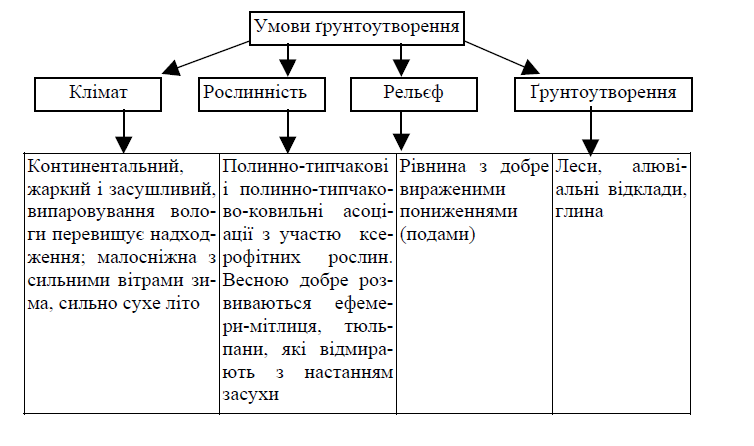 Умови ґрунтоутворення
Клімат
Рослинність
Рельєф
Ґрунтоутворення
Континентальний,
жаркий і засушливий,
випаровування воло-
ги перевищує надход-
ження; малосніжна з
сильними вітрами зи-
ма, сильно сухе літо
Полинно-типчакові
і полинно-типчако-
во-ковильні асоці-
ації з участю ксе-
рофітних рослин.
Весною добре роз-
виваються ефеме-
ри-мітлиця, тюль-
пани, які відмира-
ють з настанням
засухи
Рівнина з добре
вираженими
пониженнями
(подами)
Леси, алюві-
альні відклади,
глина